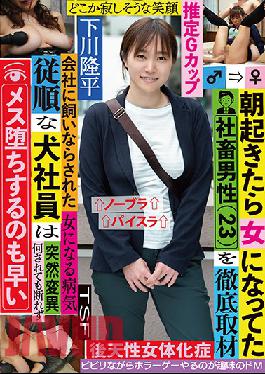 どこか寂しそうな笑顔
推定Gカップ
下川隆平
♂⇒♀
朝起きたら女になってた
社畜男性(23)を徹底取材
会社に飼いならされた
従順な犬社員は
女になる病気
突然変異
何されても断れず
メス堕ちするのも早い
⇧ノーブラ⇧
⇧パイスラ⇧
TSF
後天性女体化症